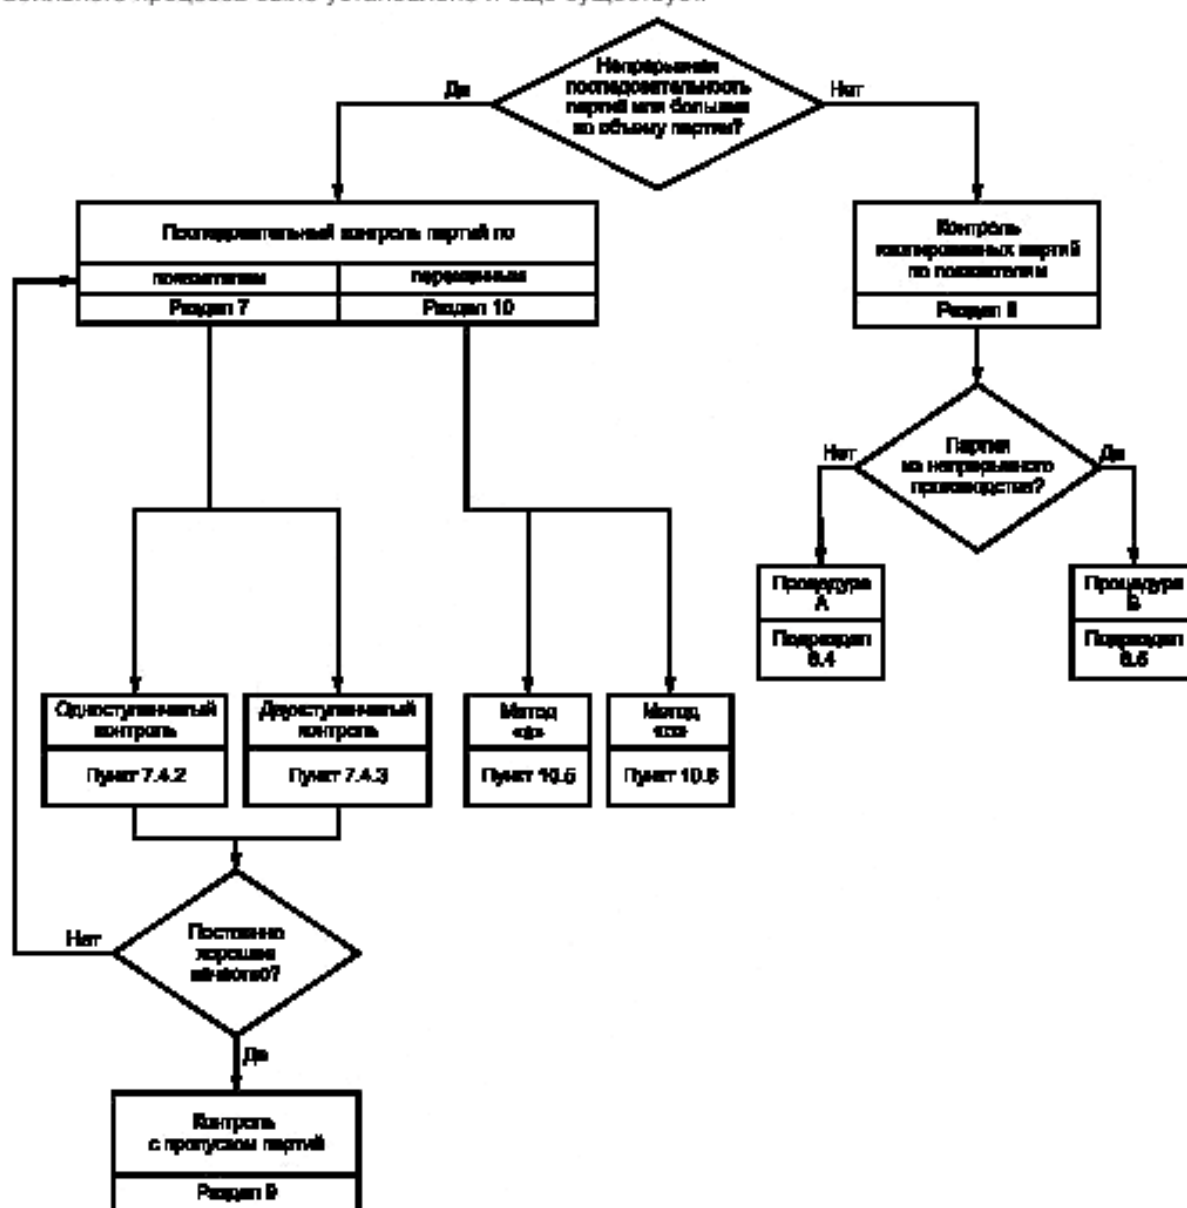 Непрерывная
последовательность
партий или большие
по объему партии?
Да
Нет
Последовательный контроль партий по
показателям
переменным
Раздел 7
Раздел 10
Контроль
изолированных партий
по показателям
Раздел 8
Партия
из непрерывного
производства?
Нет
Да
Процедура
А
Подраздел
8.4
Процедура
Подраздел
Одноступенчатый
контроль
Пункт 7.4.2
Двухступенчатый
контроль
Пункт 7.4.3
Метод
Пункт 10.5
Метод
Пункт
Постоянно
хорошее
качество?
Нет
Да
Контроль
с пропуском партий
Раздел 9